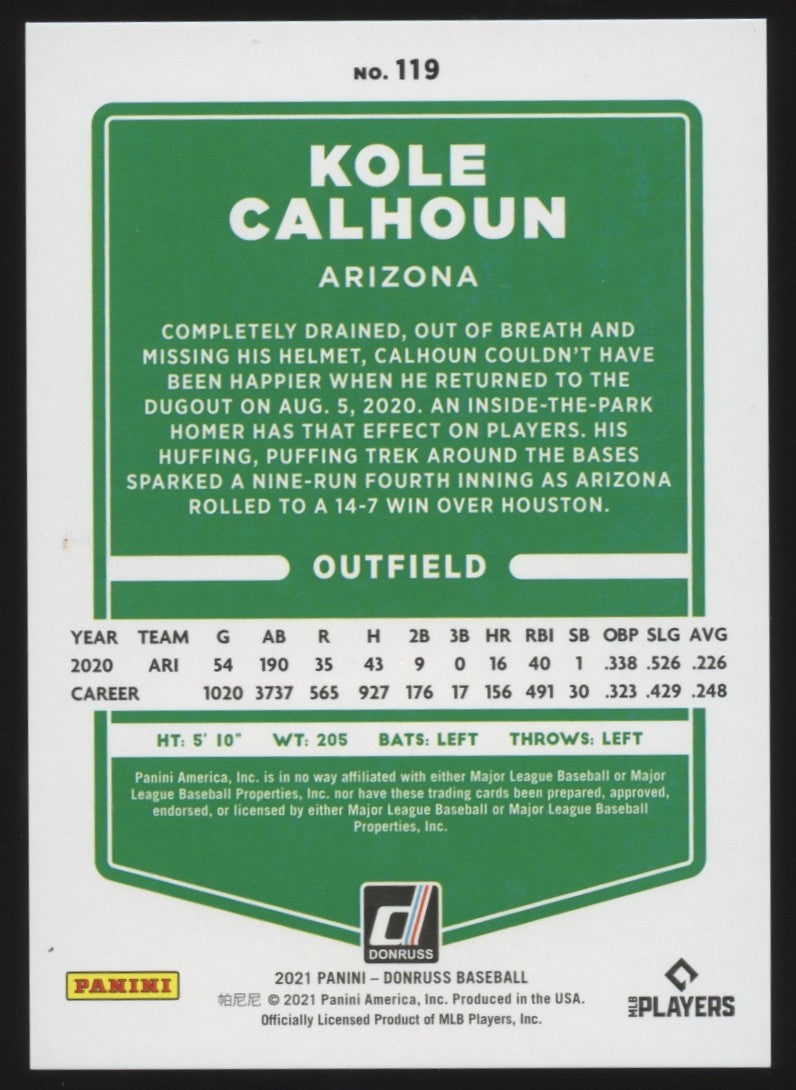 NO. 119
KOLE
CALHOUN
ARIZONA
COMPLETELY DRAINED, OUT OF BREATH AND
MISSING HIS HELMET, CALHOUN COULDN'T HAVE
BEEN HAPPIER WHEN HE RETURNED TO THE
DUGOUT ON AUG. 5, 2020. AN INSIDE-THE-PARK
HOMER HAS THAT EFFECT ON PLAYERS. HIS
HUFFING, PUFFING TREK AROUND THE BASES
SPARKED A NINE-RUN FOURTH INNING AS ARIZONA
ROLLED TO A 14-7 WIN OVER HOUSTON.
OUTFIELD
YEAR TEAM G AB R H 2B 3B HR RBI SB OBP SLG AVG
2020 ARI 54 190 35 43 9 0 16 40 1 .338 .526 .226
CAREER 1020 3737 565 927 176 17 156 491 30 .323 .429 .248
HT: 5' 10" WT: 205 BATS: LEFT THROWS: LEFT
Panini America, Inc. is in no way affiliated with either Major League Baseball or Major
League Baseball Properties, Inc. nor have these trading cards been prepared, approved,
endorsed, or licensed by either Major League Baseball or Major League Baseball
Properties, Inc.
d
DONRUSS
PANINI
2021 PANINI – DONRUSS BASEBALL
帕尼尼 © 2021 Panini America, Inc. Produced in the USA.
Officially Licensed Product of MLB Players, Inc.
MLB PLAYERS